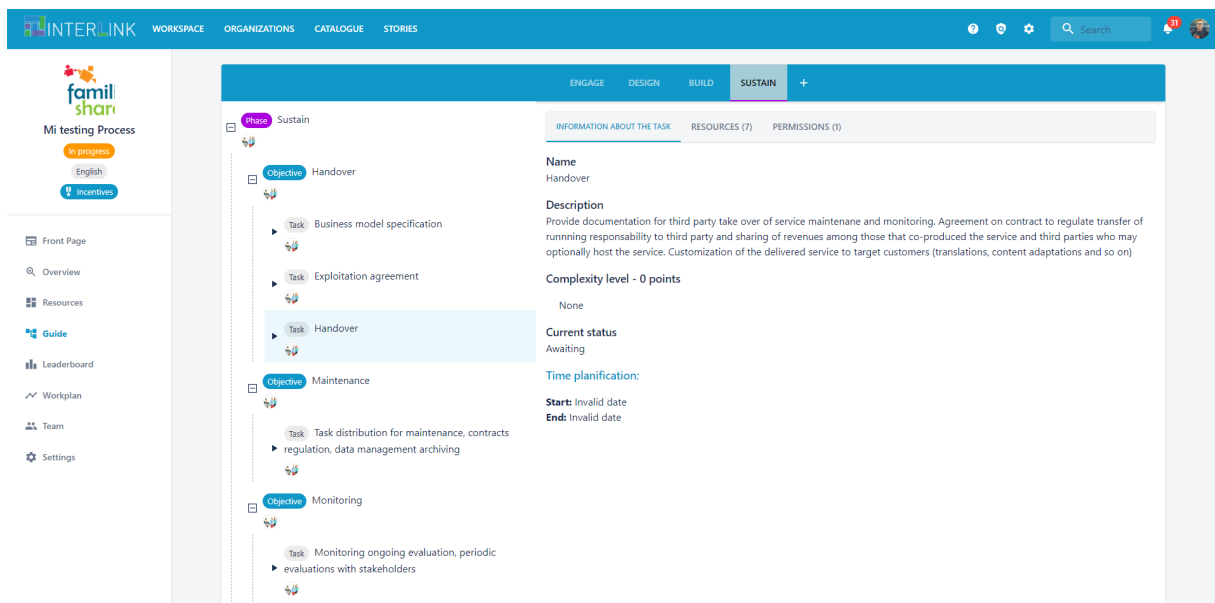 INTERLINK WORKSPACE ORGANIZATIONS CATALOGUE STORIES Search 31
famil
share
Mi testing Process
In progress
English
Incentives
Front Page
Overview
Resources
Guide
Leaderboard
Workplan
Team
Settings
ENGAGE DESIGN BUILD SUSTAIN +
Phase Sustain
Objective Handover
Task Business model specification
Task Exploitation agreement
Task Handover
Objective Maintenance
Task Task distribution for maintenance, contracts
regulation, data management archiving
Objective Monitoring
Task Monitoring ongoing evaluation, periodic
evaluations with stakeholders
INFORMATION ABOUT THE TASK RESOURCES (7) PERMISSIONS (1)
Name
Handover
Description
Provide documentation for third party take over of service maintenane and monitoring. Agreement on contract to regulate transfer of
runnning responsability to third party and sharing of revenues among those that co-produced the service and third parties who may
optionally host the service. Customization of the delivered service to target customers (translations, content adaptations and so on)
Complexity level - 0 points
None
Current status
Awaiting
Time planification:
Start: Invalid date
End: Invalid date